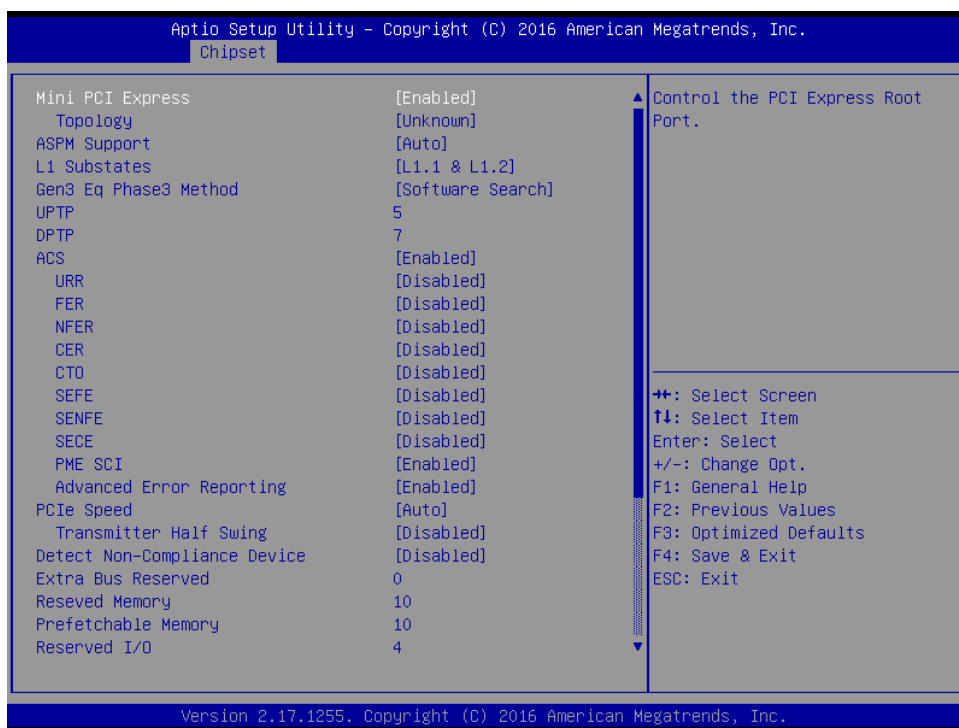 Aptio Setup Utility – Copyright (C) 2016 American Megatrends, Inc.
Chipset
Mini PCI Express [Enabled]
Topology [Unknown]
ASPM Support [Auto]
L1 Substates [L1.1 & L1.2]
Gen3 Eq Phase3 Method [Software Search]
UPTP 5
DPTP 7
ACS [Enabled]
URR [Disabled]
FER [Disabled]
NFER [Disabled]
CER [Disabled]
CTO [Disabled]
SEFE [Disabled]
SENFE [Disabled]
SECE [Disabled]
PME SCI [Enabled]
Advanced Error Reporting [Enabled]
PCIe Speed [Auto]
Transmitter Half Swing [Disabled]
Detect Non-Compliance Device [Disabled]
Extra Bus Reserved 0
Reseved Memory 10
Prefetchable Memory 10
Reserved I/O 4
Control the PCI Express Root
Port.
→←: Select Screen
↑↓: Select Item
Enter: Select
+/-: Change Opt.
F1: General Help
F2: Previous Values
F3: Optimized Defaults
F4: Save & Exit
ESC: Exit
Version 2.17.1255. Copyright (C) 2016 American Megatrends, Inc.